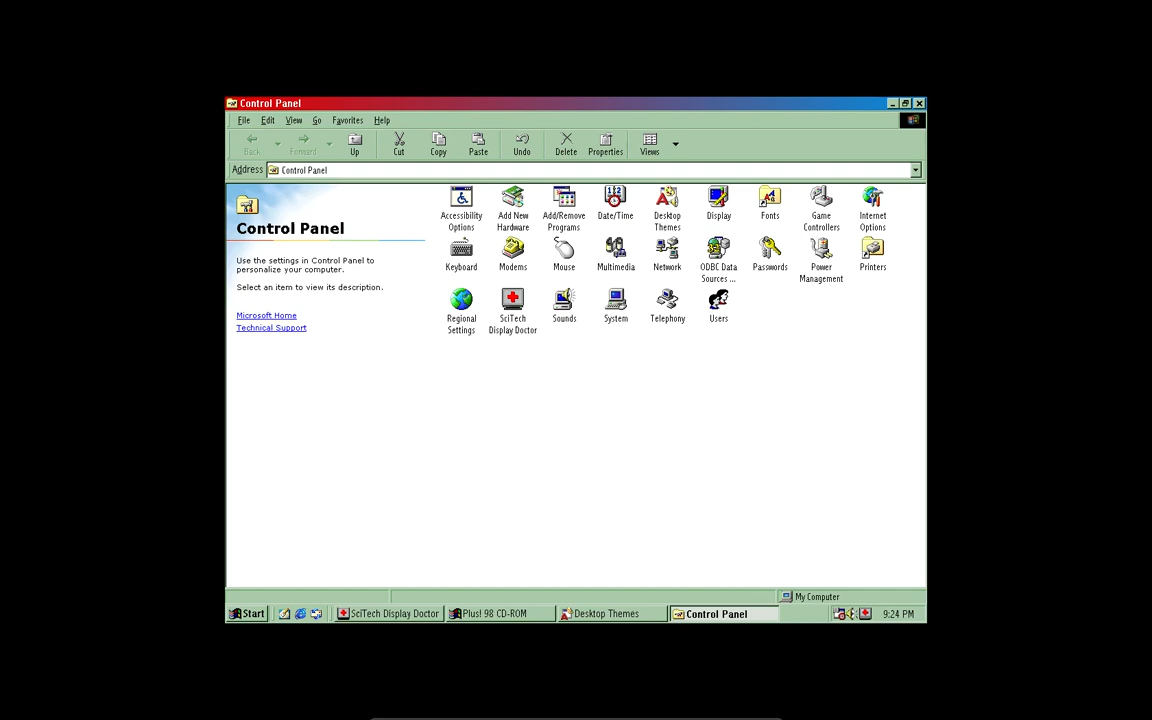 Control Panel
File Edit View Go Favorites Help
Back Forward Up Cut Copy Paste Undo Delete Properties Views
Address Control Panel
Control Panel
Use the settings in Control Panel to
personalize your computer.
Select an item to view its description.
Microsoft Home
Technical Support
Accessibility Options
Add New Hardware
Add/Remove Programs
Date/Time
Desktop Themes
Display
Fonts
Game Controllers
Internet Options
Keyboard
Modems
Mouse
Multimedia
Network
ODBC Data Sources ...
Passwords
Power Management
Printers
Regional Settings
SciTech Display Doctor
Sounds
System
Telephony
Users
My Computer
Start SciTech Display Doctor Plus! 98 CD-ROM Desktop Themes Control Panel 9:24 PM